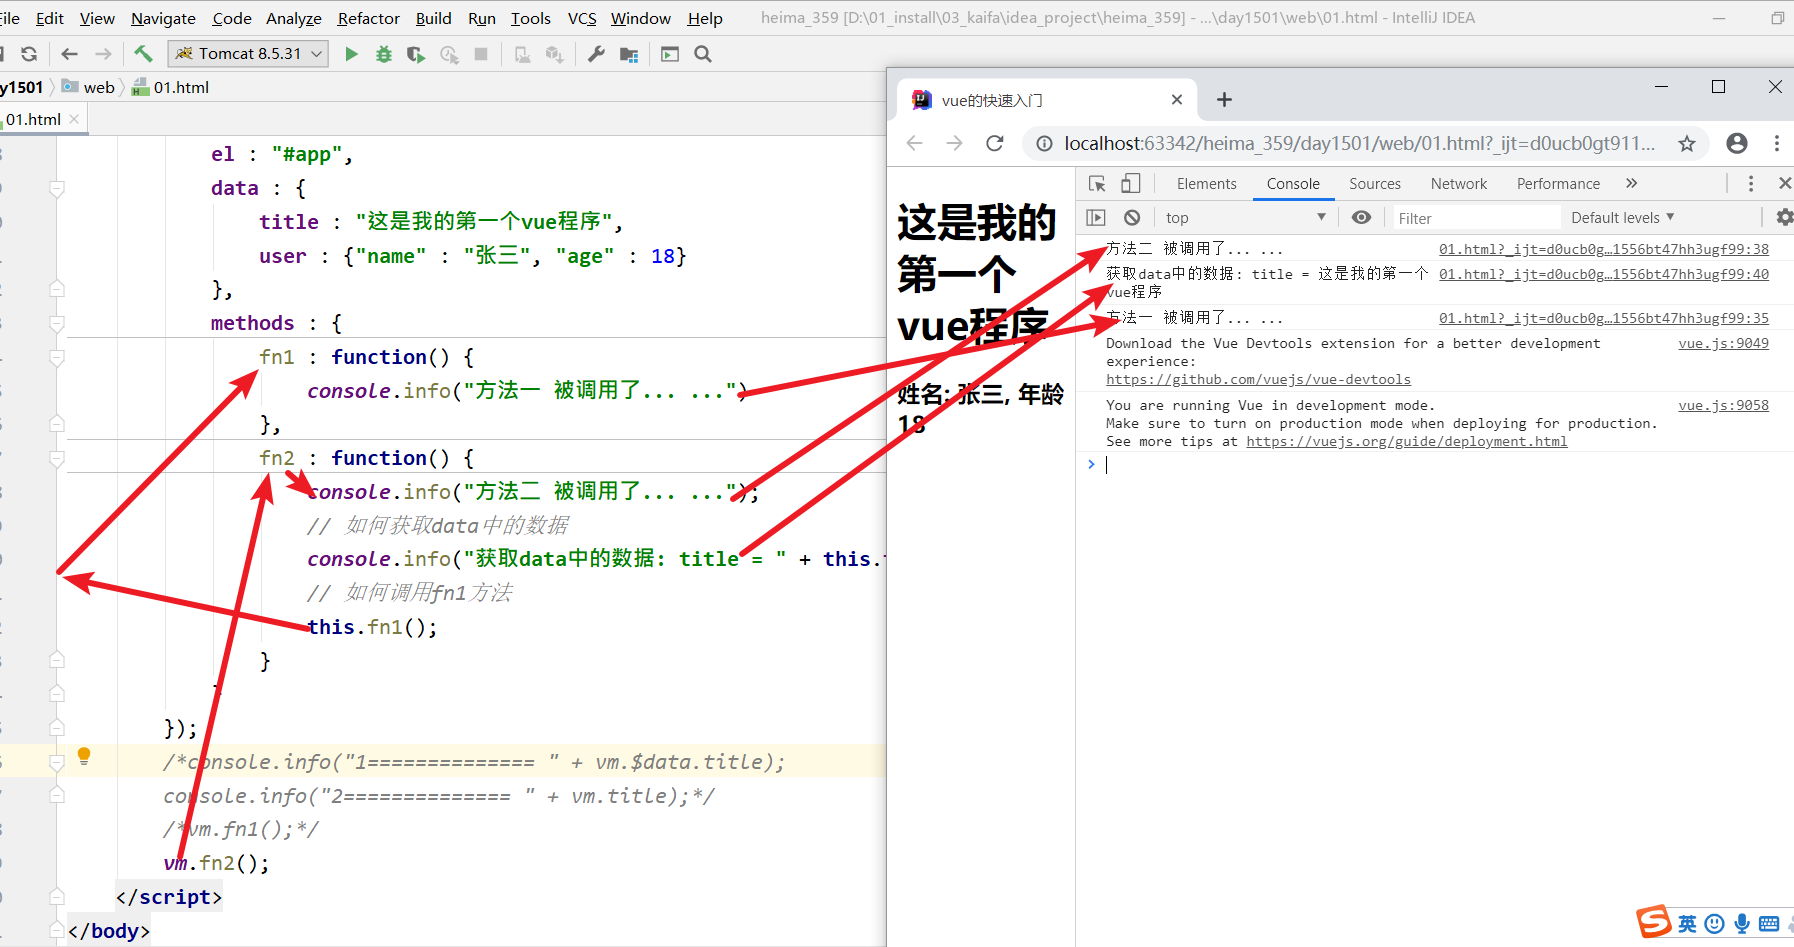 File Edit View Navigate Code Analyze Refactor Build Run Tools VCS Window Help heima_359 [D:\01_install\03_kaifa\idea_project\heima_359] - ...\day1501\web\01.html - IntelliJ IDEA
Tomcat 8.5.31
y1501 web 01.html
01.html
el : "#app",
data : {
title : "这是我的第一个vue程序",
user : {"name" : "张三", "age" : 18}
},
methods : {
fn1 : function() {
console.info("方法一 被调用了... ...")
},
fn2 : function() {
console.info("方法二 被调用了... ...");
// 如何获取data中的数据
console.info("获取data中的数据: title = " + this.
// 如何调用fn1方法
this.fn1();
}
});
/*console.info("1============== " + vm.$data.title);
console.info("2============== " + vm.title);*/
/*vm.fn1();*/
vm.fn2();
</script>
</body>
vue的快速入门
localhost:63342/heima_359/day1501/web/01.html?_ijt=d0ucb0gt911...
这是我的
第一个
vue程序
姓名: 张三, 年龄
18
Elements Console Sources Network Performance »
top Filter Default levels ▼
方法二 被调用了... ... 01.html?_ijt=d0ucb0g…1556bt47hh3ugf99:38
获取data中的数据: title = 这是我的第一个 01.html?_ijt=d0ucb0g…1556bt47hh3ugf99:40
vue程序
方法一 被调用了... ... 01.html?_ijt=d0ucb0g…1556bt47hh3ugf99:35
Download the Vue Devtools extension for a better development vue.js:9049
experience:
https://github.com/vuejs/vue-devtools
You are running Vue in development mode. vue.js:9058
Make sure to turn on production mode when deploying for production.
See more tips at https://vuejs.org/guide/deployment.html
>
S 英